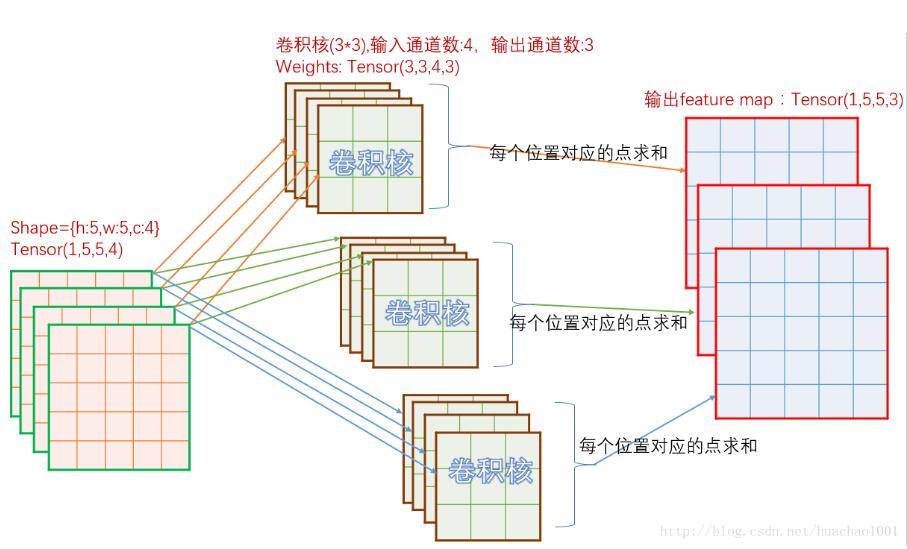 卷积核(3*3),输入通道数:4，输出通道数:3
Weights: Tensor(3,3,4,3)
输出feature map：Tensor(1,5,5,3)
卷积核
每个位置对应的点求和
Shape={h:5,w:5,c:4}
Tensor(1,5,5,4)
卷积核
每个位置对应的点求和
卷积核
每个位置对应的点求和
http://blog.csdn.net/huachao1001